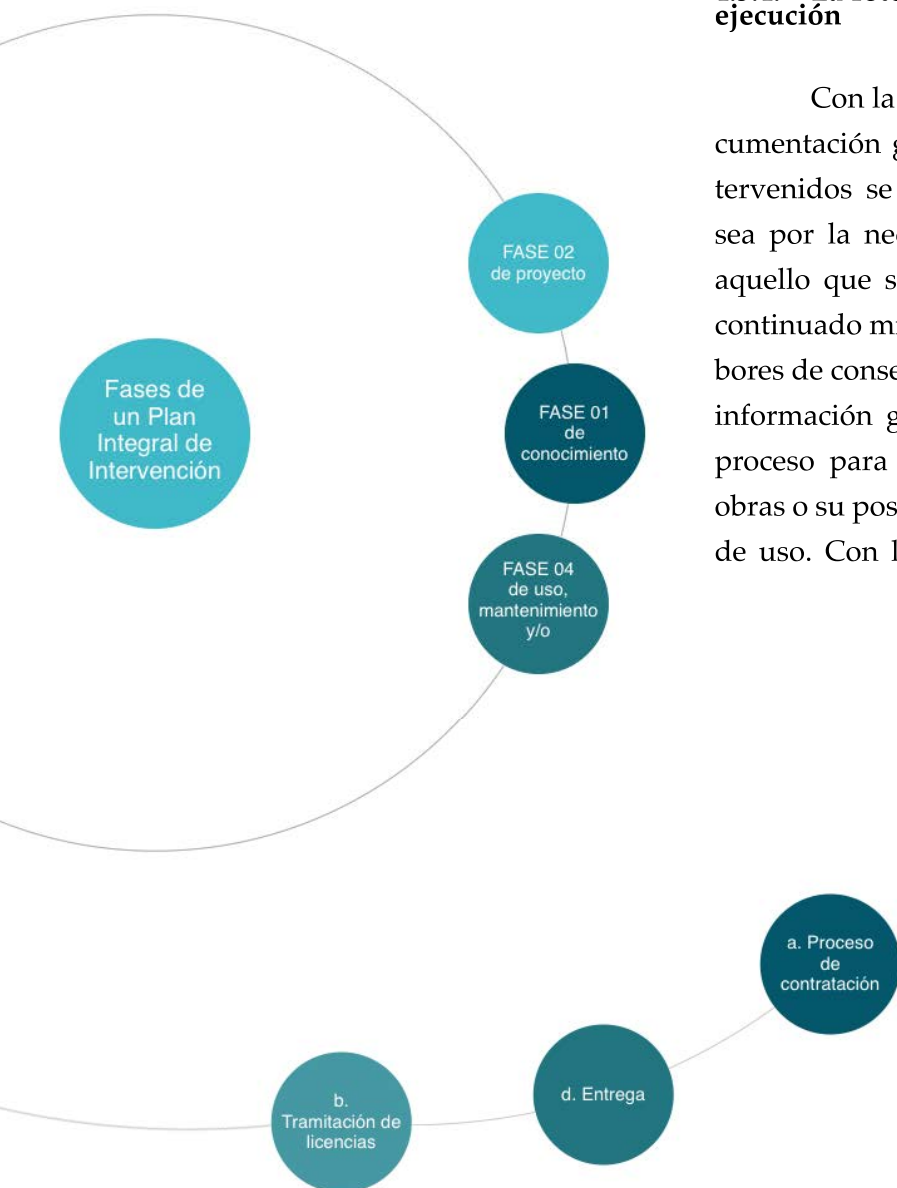 ejecución
Con la
cumentación g
tervenidos se
sea por la nec
aquello que s
continuado m
bores de conse
información g
proceso para
obras o su pos
de uso. Con l
FASE 02
de proyecto
Fases de
un Plan
Integral de
Intervención
FASE 01
de
conocimiento
FASE 04
de uso,
mantenimiento
y/o
a. Proceso
de
contratación
d. Entrega
b.
Tramitación de
licencias